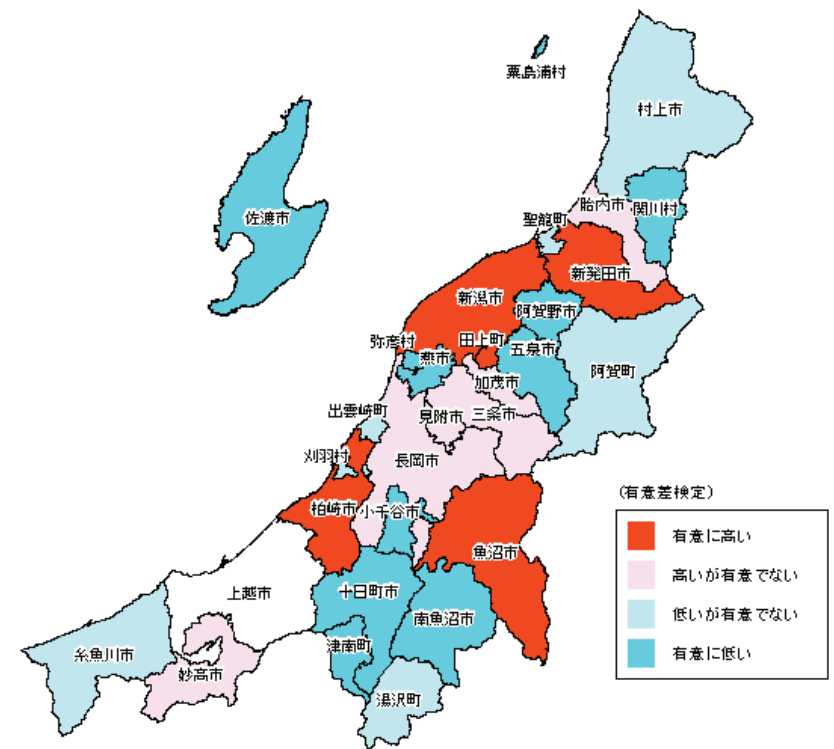 粟島浦村
村上市
胎内市
関川村
佐渡市
聖籠町
新発田市
新潟市
阿賀野市
弥彦村
田上町
燕市
五泉市
阿賀町
加茂市
出雲崎町
見附市
三条市
刈羽村
長岡市
柏崎市
小千谷市
魚沼市
上越市
十日町市
南魚沼市
津南町
糸魚川市
妙高市
湯沢町
(有意差検定)
有意に高い
高いが有意でない
低いが有意でない
有意に低い